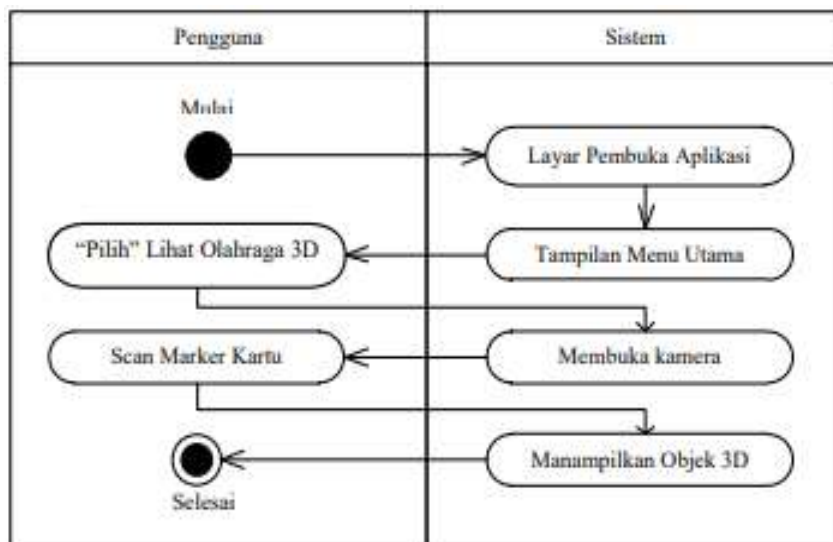 Pengguna
Sistem
Mulai
Layar Pembuka Aplikasi
“Pilih” Lihat Olahraga 3D
Tampilan Menu Utama
Scan Marker Kartu
Membuka kamera
Manampilkan Objek 3D
Selesai